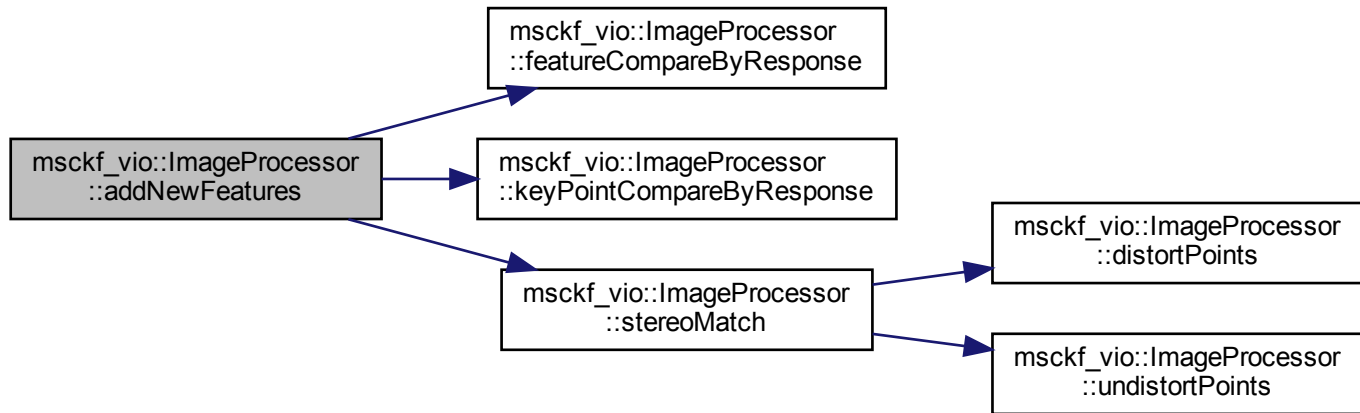 msckf_vio::ImageProcessor
::featureCompareByResponse
msckf_vio::ImageProcessor
::addNewFeatures
msckf_vio::ImageProcessor
::keyPointCompareByResponse
msckf_vio::ImageProcessor
::stereoMatch
msckf_vio::ImageProcessor
::distortPoints
msckf_vio::ImageProcessor
::undistortPoints